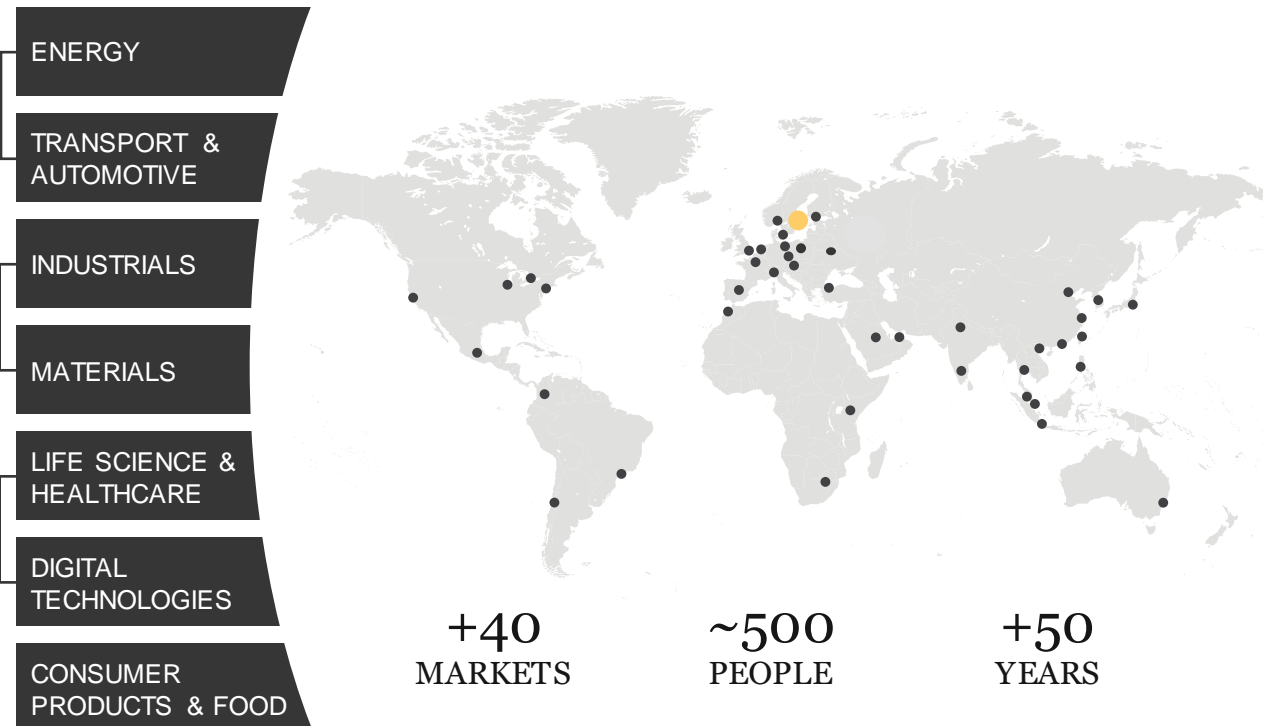 ENERGY
TRANSPORT & 
AUTOMOTIVE
INDUSTRIALS
MATERIALS
LIFE SCIENCE &
HEALTHCARE
DIGITAL
TECHNOLOGIES
CONSUMER
PRODUCTS & FOOD
+40
MARKETS
~500
PEOPLE
+50
YEARS